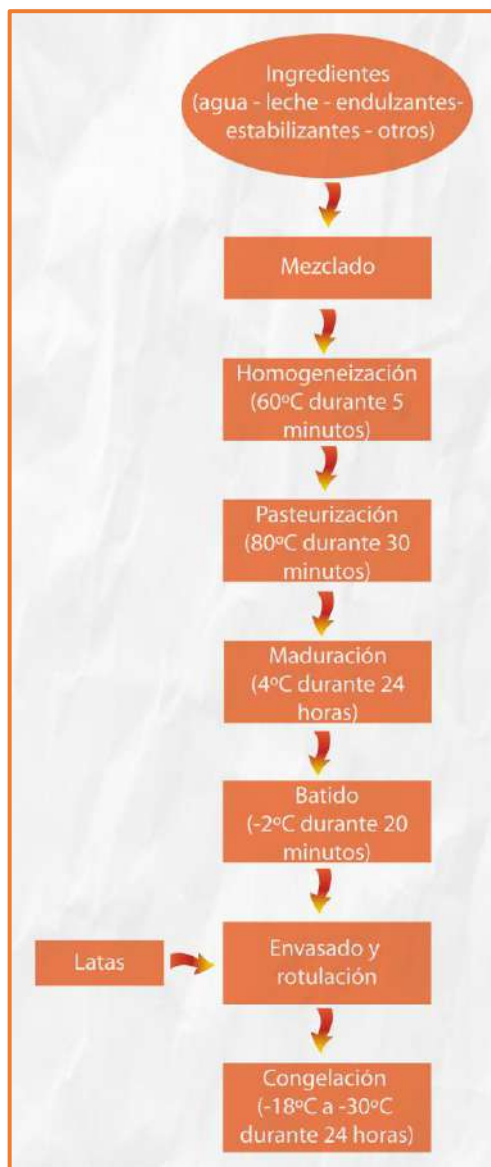 Ingredientes
(agua - leche - endulzantes-
estabilizantes - otros)
Mezclado
Homogeneización
(60ºC durante 5
minutos)
Pasteurización
(80ºC durante 30
minutos)
Maduración
(4ºC durante 24
horas)
Batido
(-2ºC durante 20
minutos)
Latas
Envasado y
rotulación
Congelación
(-18ºC a -30ºC
durante 24 horas)